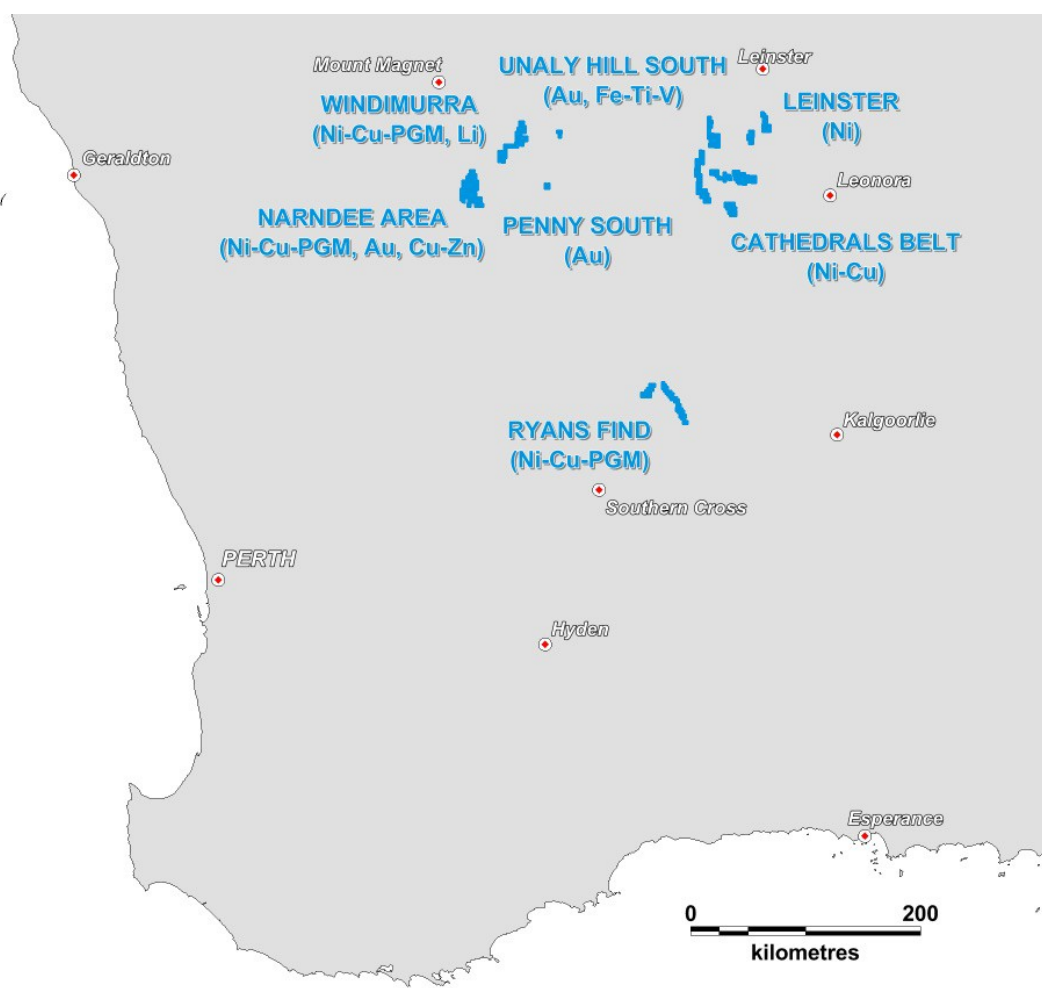 Mount Magnet
UNALY HILL SOUTH
(Au, Fe-Ti-V)
Leinster
WINDIMURRA
(Ni-Cu-PGM, Li)
LEINSTER
(Ni)
Geraldton
Leonora
NARNDEE AREA
(Ni-Cu-PGM, Au, Cu-Zn)
PENNY SOUTH
(Au)
CATHEDRALS BELT
(Ni-Cu)
RYANS FIND
(Ni-Cu-PGM)
Kalgoorlie
Southern Cross
PERTH
Hyden
Esperance
0 200
kilometres